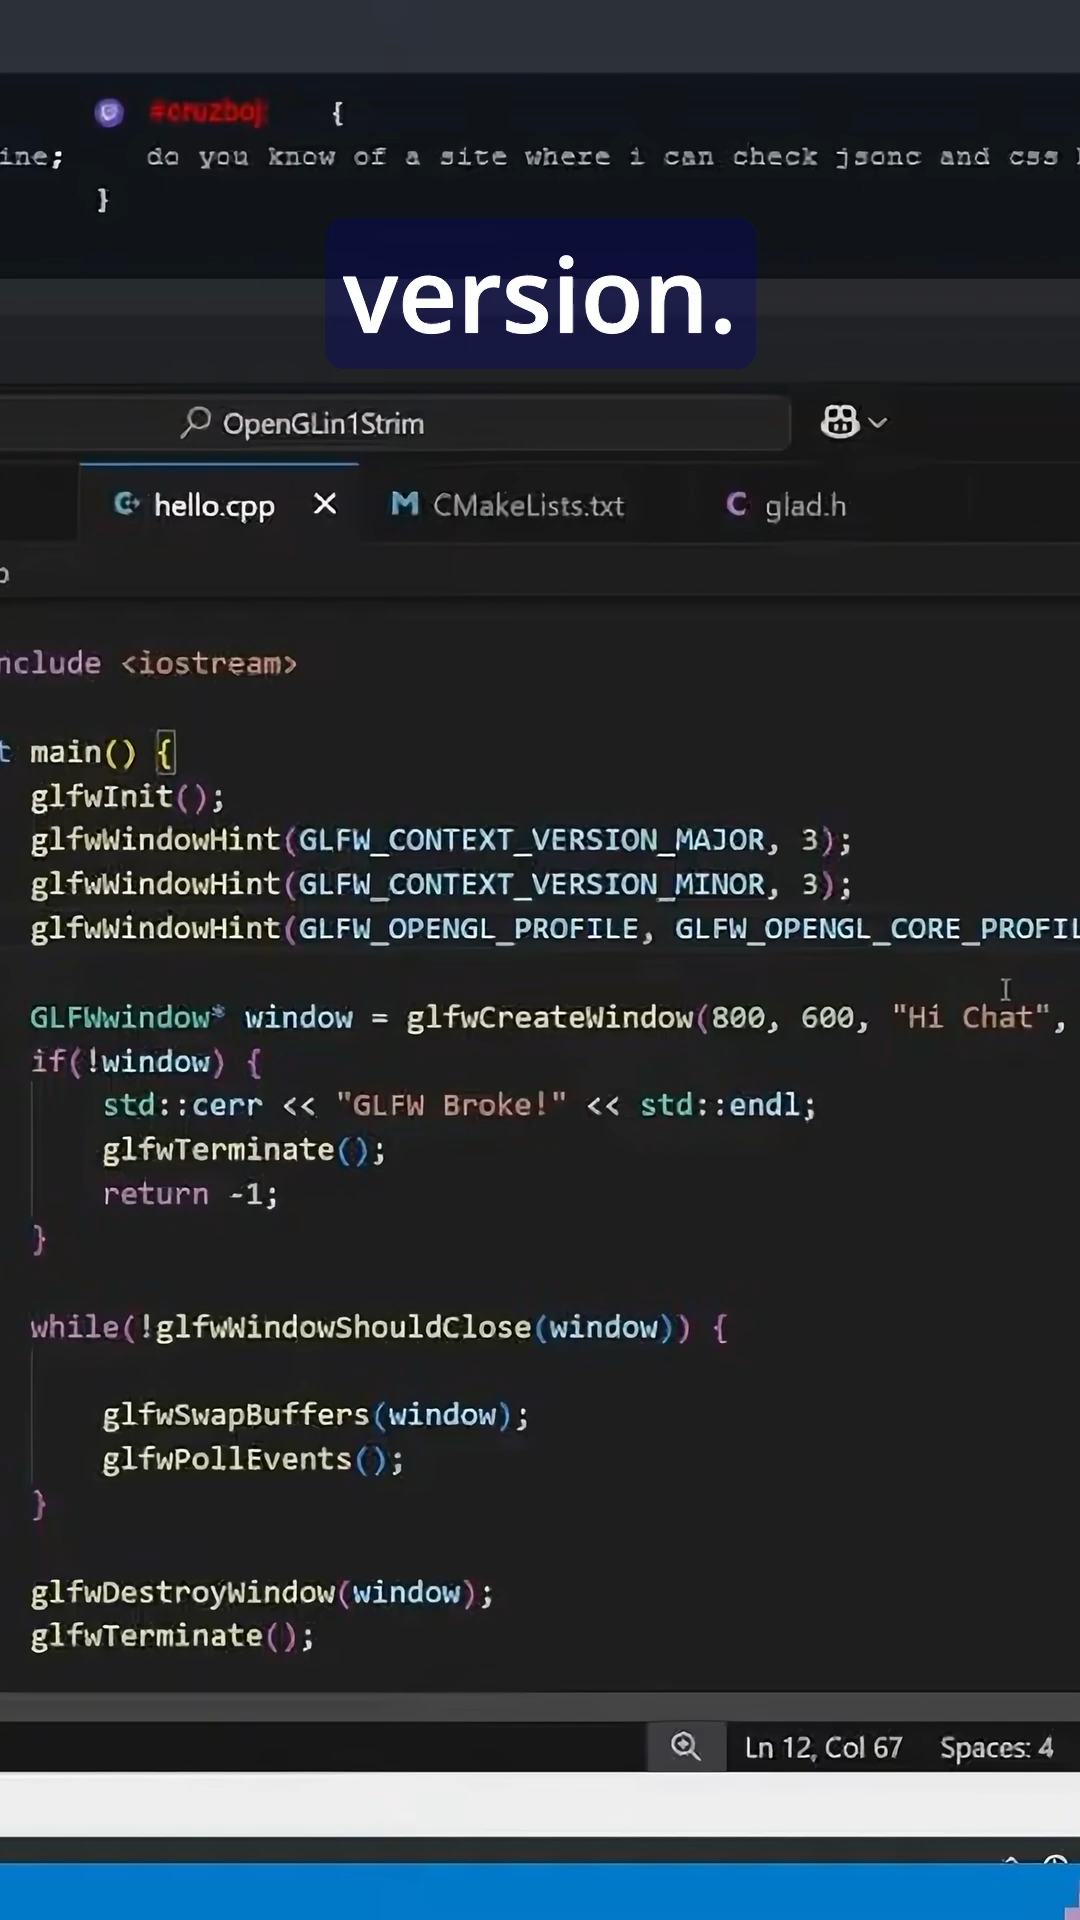 #cruzboj {
ine; do you know of a site where i can check jsonc and css
}
version.
OpenGLin1Strim
hello.cpp CMakeLists.txt glad.h
nclude <iostream>
t main() {
glfwInit();
glfwWindowHint(GLFW_CONTEXT_VERSION_MAJOR, 3);
glfwWindowHint(GLFW_CONTEXT_VERSION_MINOR, 3);
glfwWindowHint(GLFW_OPENGL_PROFILE, GLFW_OPENGL_CORE_PROFIL
GLFWwindow* window = glfwCreateWindow(800, 600, "Hi Chat",
if(!window) {
std::cerr << "GLFW Broke!" << std::endl;
glfwTerminate();
return -1;
}
while(!glfwWindowShouldClose(window)) {
glfwSwapBuffers(window);
glfwPollEvents();
}
glfwDestroyWindow(window);
glfwTerminate();
Ln 12, Col 67 Spaces: 4